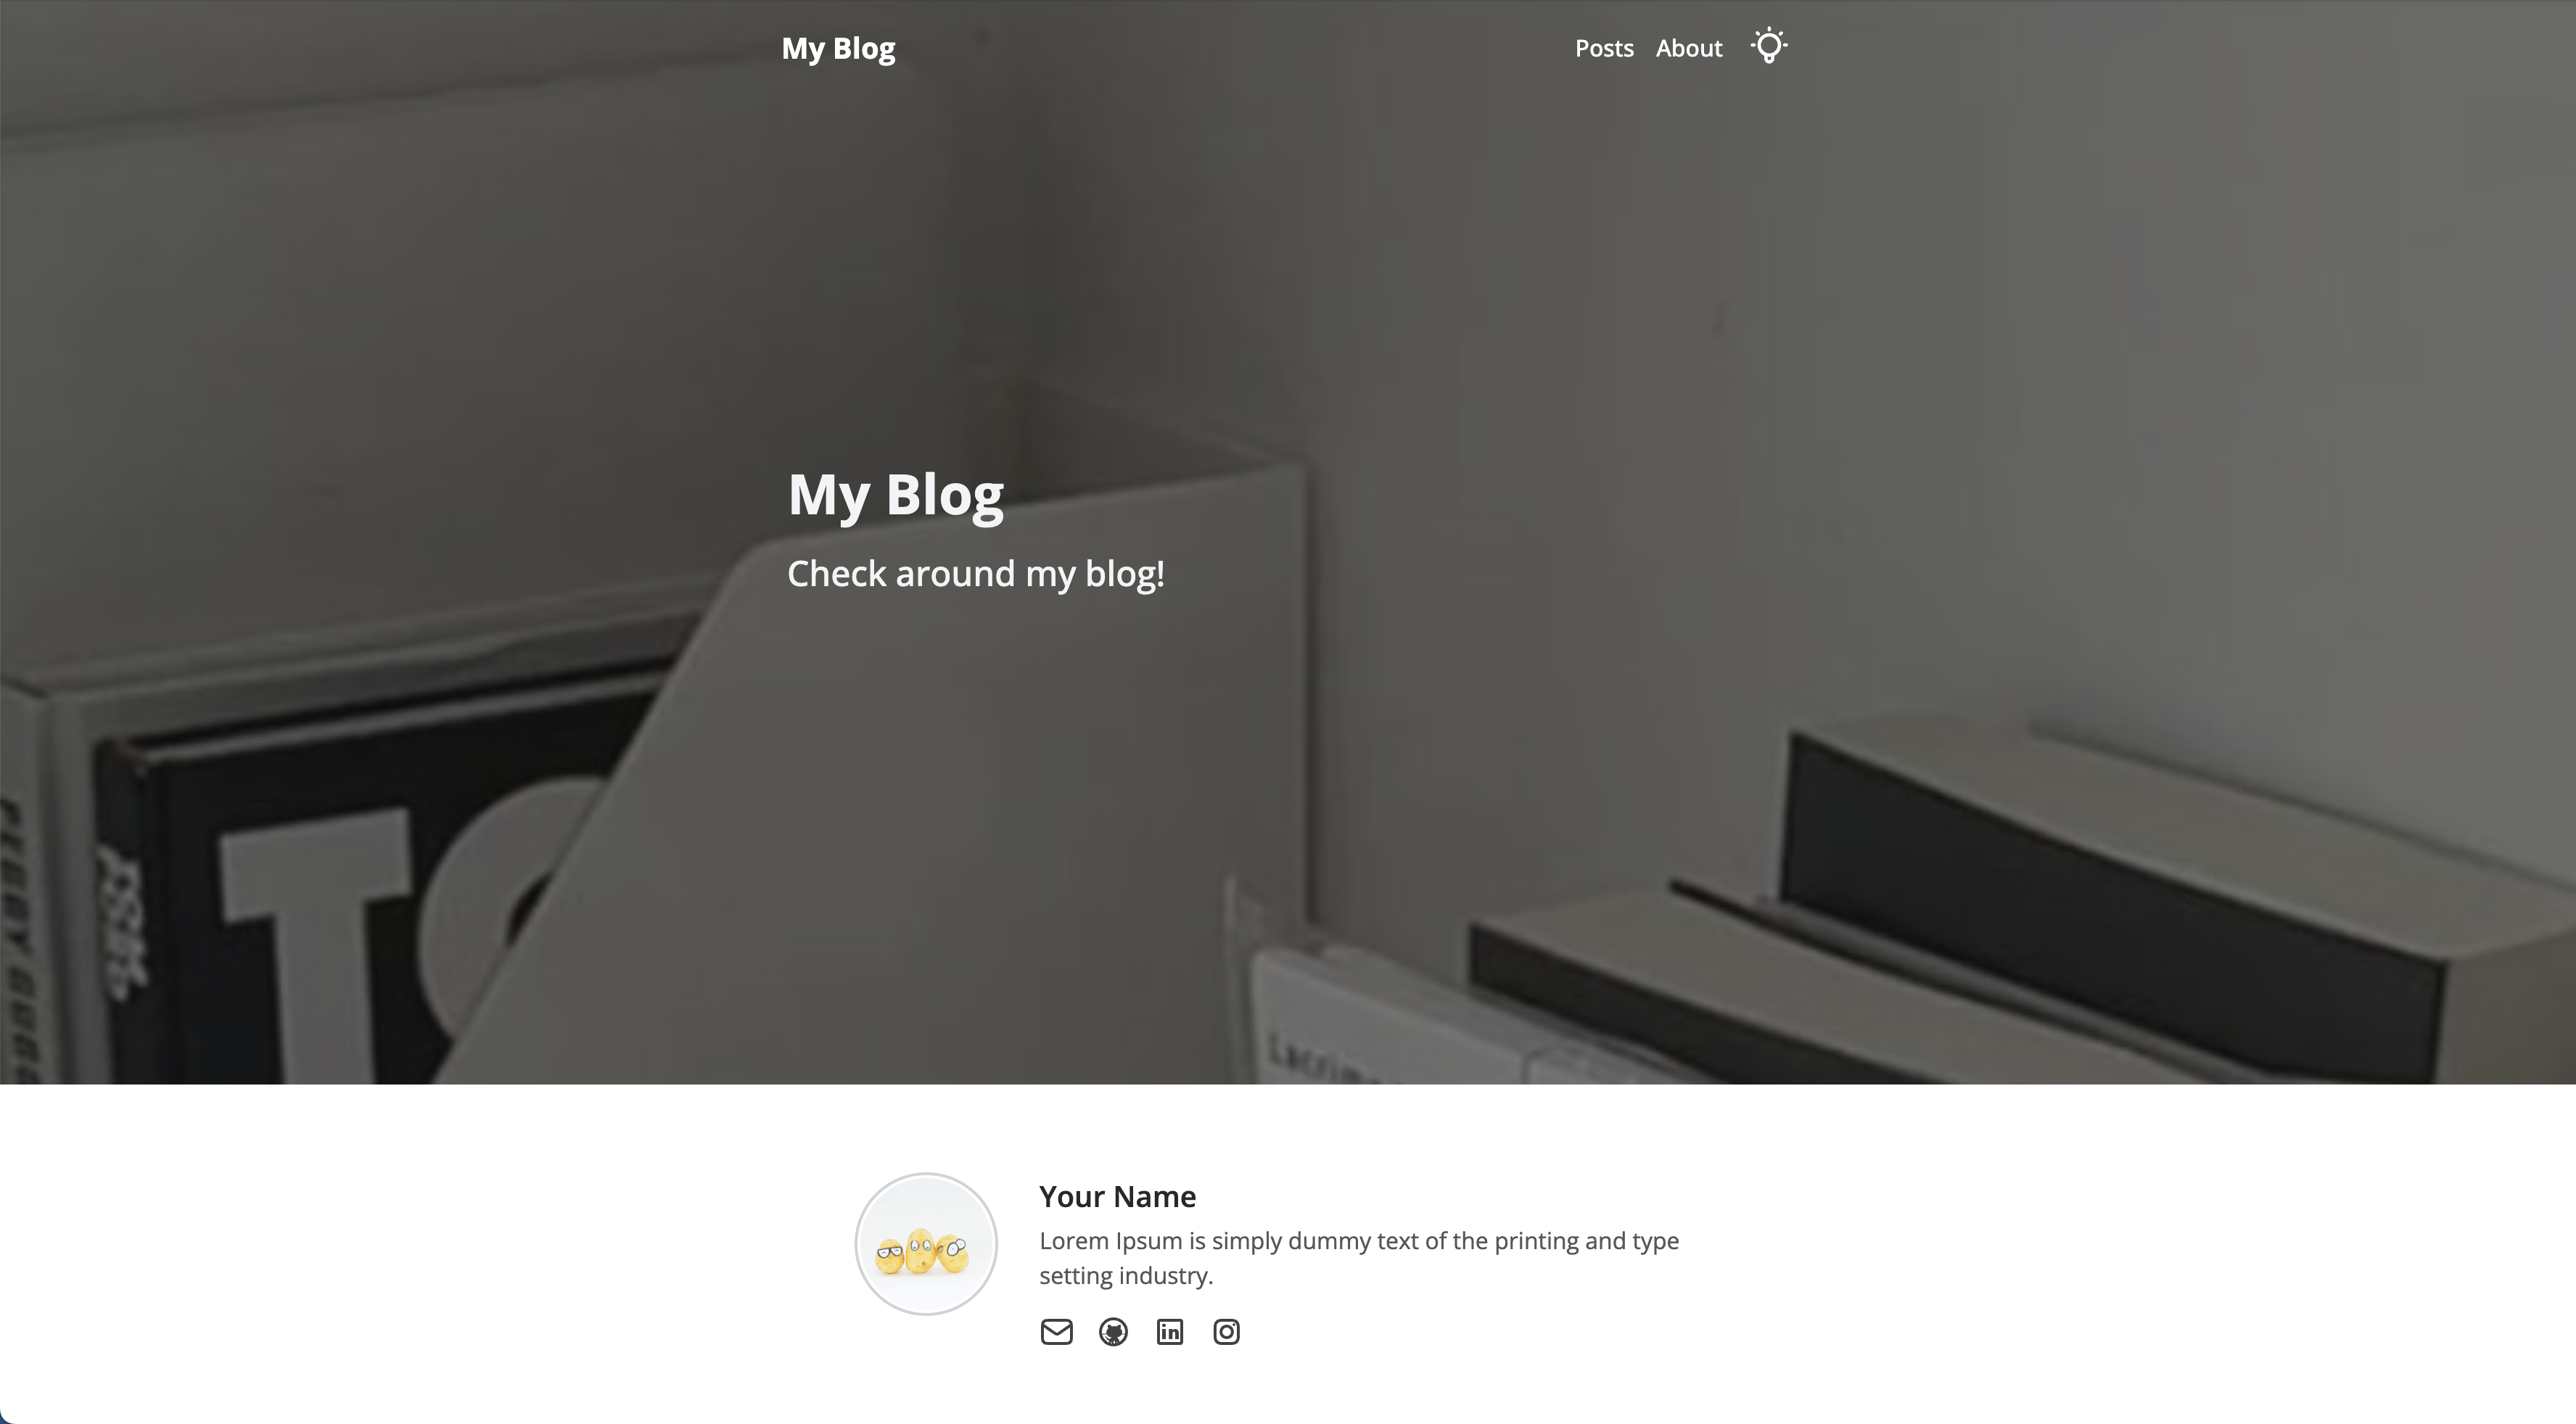 My Blog
Posts About
My Blog
Check around my blog!
Your Name
Lorem Ipsum is simply dummy text of the printing and type
setting industry.
in